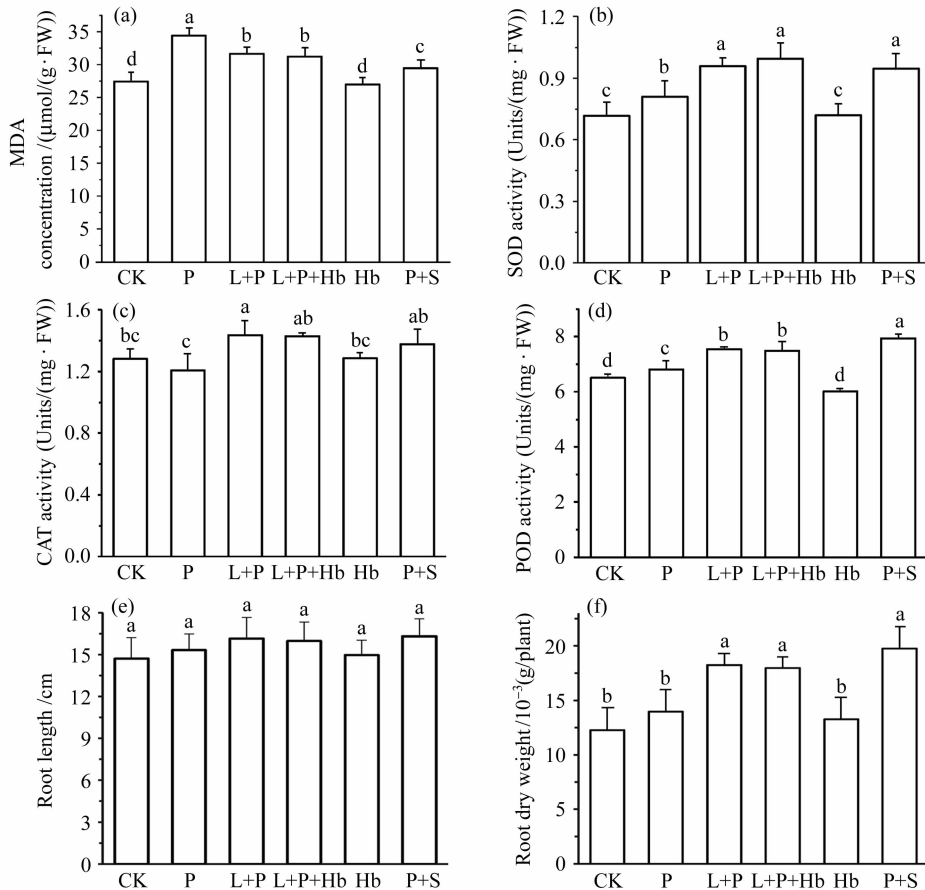 (a)
MDA
concentration /(μmol/(g · FW))
35
30
25
20
15
10
5
0
d
a
b
b
d
c
CK P L+P L+P+Hb Hb P+S
(b)
SOD activity (Units/(mg · FW))
1.2
0.9
0.6
0.3
0.0
c
b
a
a
c
a
CK P L+P L+P+Hb Hb P+S
(c)
CAT activity (Units/(mg · FW))
1.6
1.2
0.8
0.4
0.0
bc
c
a
ab
bc
ab
CK P L+P L+P+Hb Hb P+S
(d)
POD activity (Units/(mg · FW))
8
6
4
2
0
d
c
b
b
d
a
CK P L+P L+P+Hb Hb P+S
(e)
Root length /cm
18
15
12
9
6
3
0
a
a
a
a
a
a
CK P L+P L+P+Hb Hb P+S
(f)
Root dry weight /10⁻³(g/plant)
20
15
10
5
0
b
b
a
a
b
a
CK P L+P L+P+Hb Hb P+S